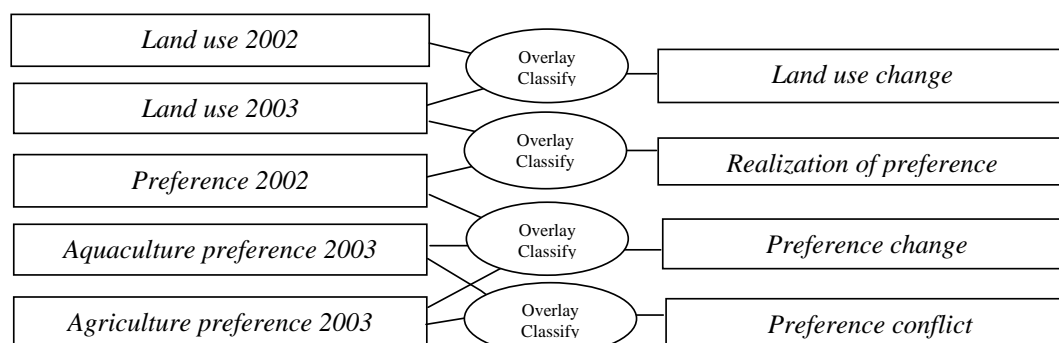 Land use 2002
Overlay
Classify
Land use change
Land use 2003
Overlay
Classify
Realization of preference
Preference 2002
Overlay
Classify
Preference change
Aquaculture preference 2003
Overlay
Classify
Preference conflict
Agriculture preference 2003